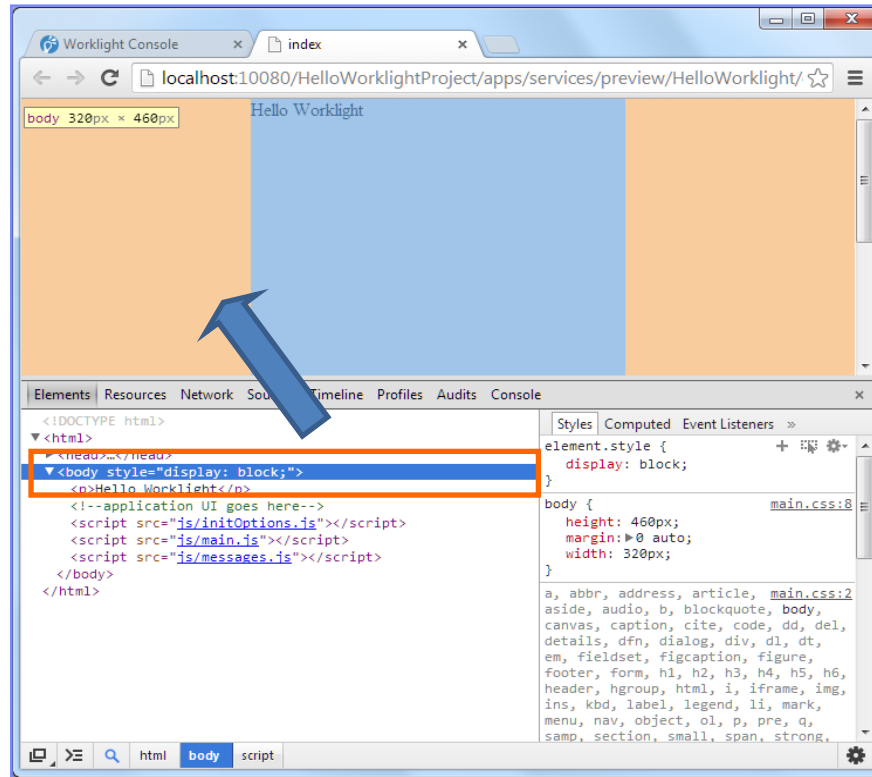 Worklight Console × index ×
localhost:10080/HelloWorklightProject/apps/services/preview/HelloWorklight/
Hello Worklight
body 320px × 460px
Elements Resources Network Timeline Profiles Audits Console ×
<!DOCTYPE html>
▼<html>
▶<head>…</head>
▼<body style="display: block;">
<p>Hello Worklight</p>
<!--application UI goes here-->
<script src="js/initOptions.js"></script>
<script src="js/main.js"></script>
<script src="js/messages.js"></script>
</body>
</html>
Styles Computed Event Listeners »
element.style {
display: block;
}
body { main.css:8
height: 460px;
margin:▶0 auto;
width: 320px;
}
a, abbr, address, article, main.css:2
aside, audio, b, blockquote, body,
canvas, caption, cite, code, dd, del,
details, dfn, dialog, div, dl, dt,
em, fieldset, figcaption, figure,
footer, form, h1, h2, h3, h4, h5, h6,
header, hgroup, html, i, iframe, img,
ins, kbd, label, legend, li, mark,
menu, nav, object, ol, p, pre, q,
samp, section, small, span, strong,
html body script